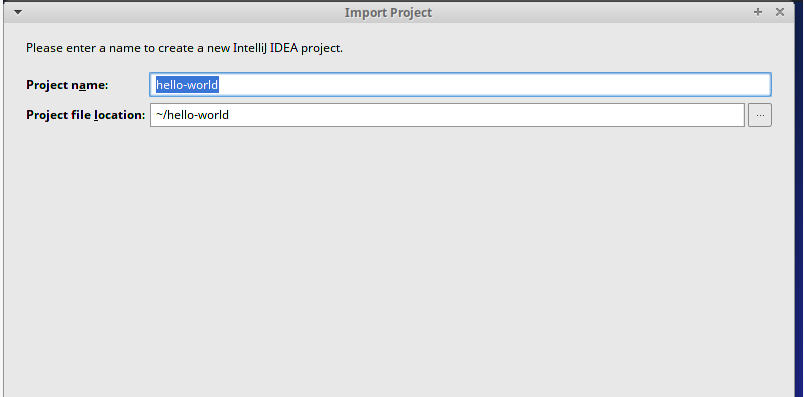 Import Project
Please enter a name to create a new IntelliJ IDEA project.
Project name: hello-world
Project file location: ~/hello-world ...